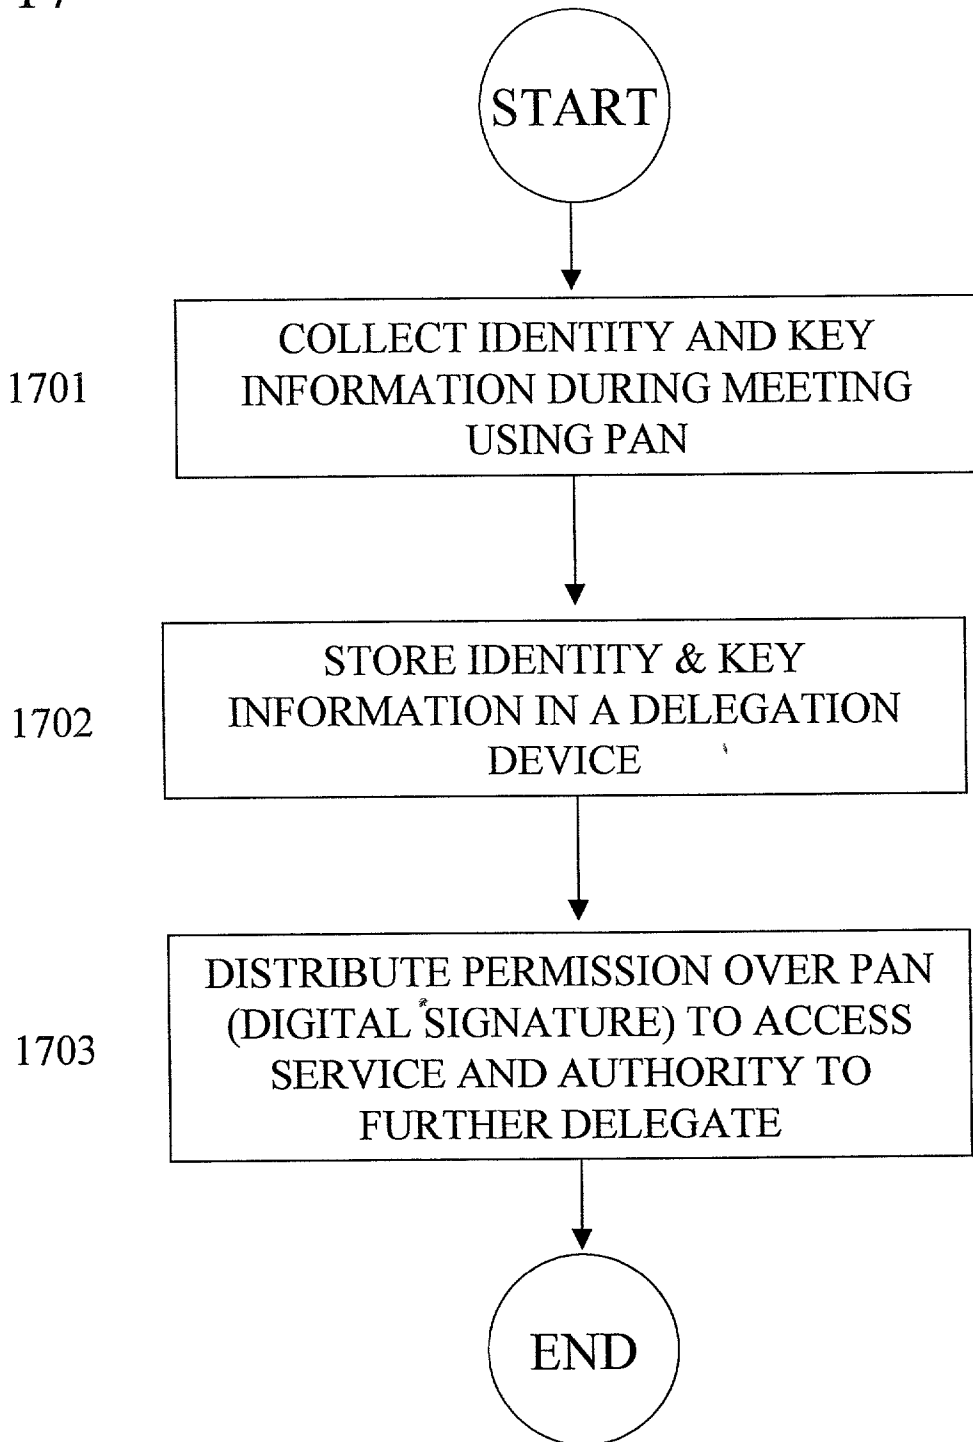 START
1701
COLLECT IDENTITY AND KEY
INFORMATION DURING MEETING
USING PAN
1702
STORE IDENTITY & KEY
INFORMATION IN A DELEGATION
DEVICE
1703
DISTRIBUTE PERMISSION OVER PAN
(DIGITAL SIGNATURE) TO ACCESS
SERVICE AND AUTHORITY TO
FURTHER DELEGATE
END